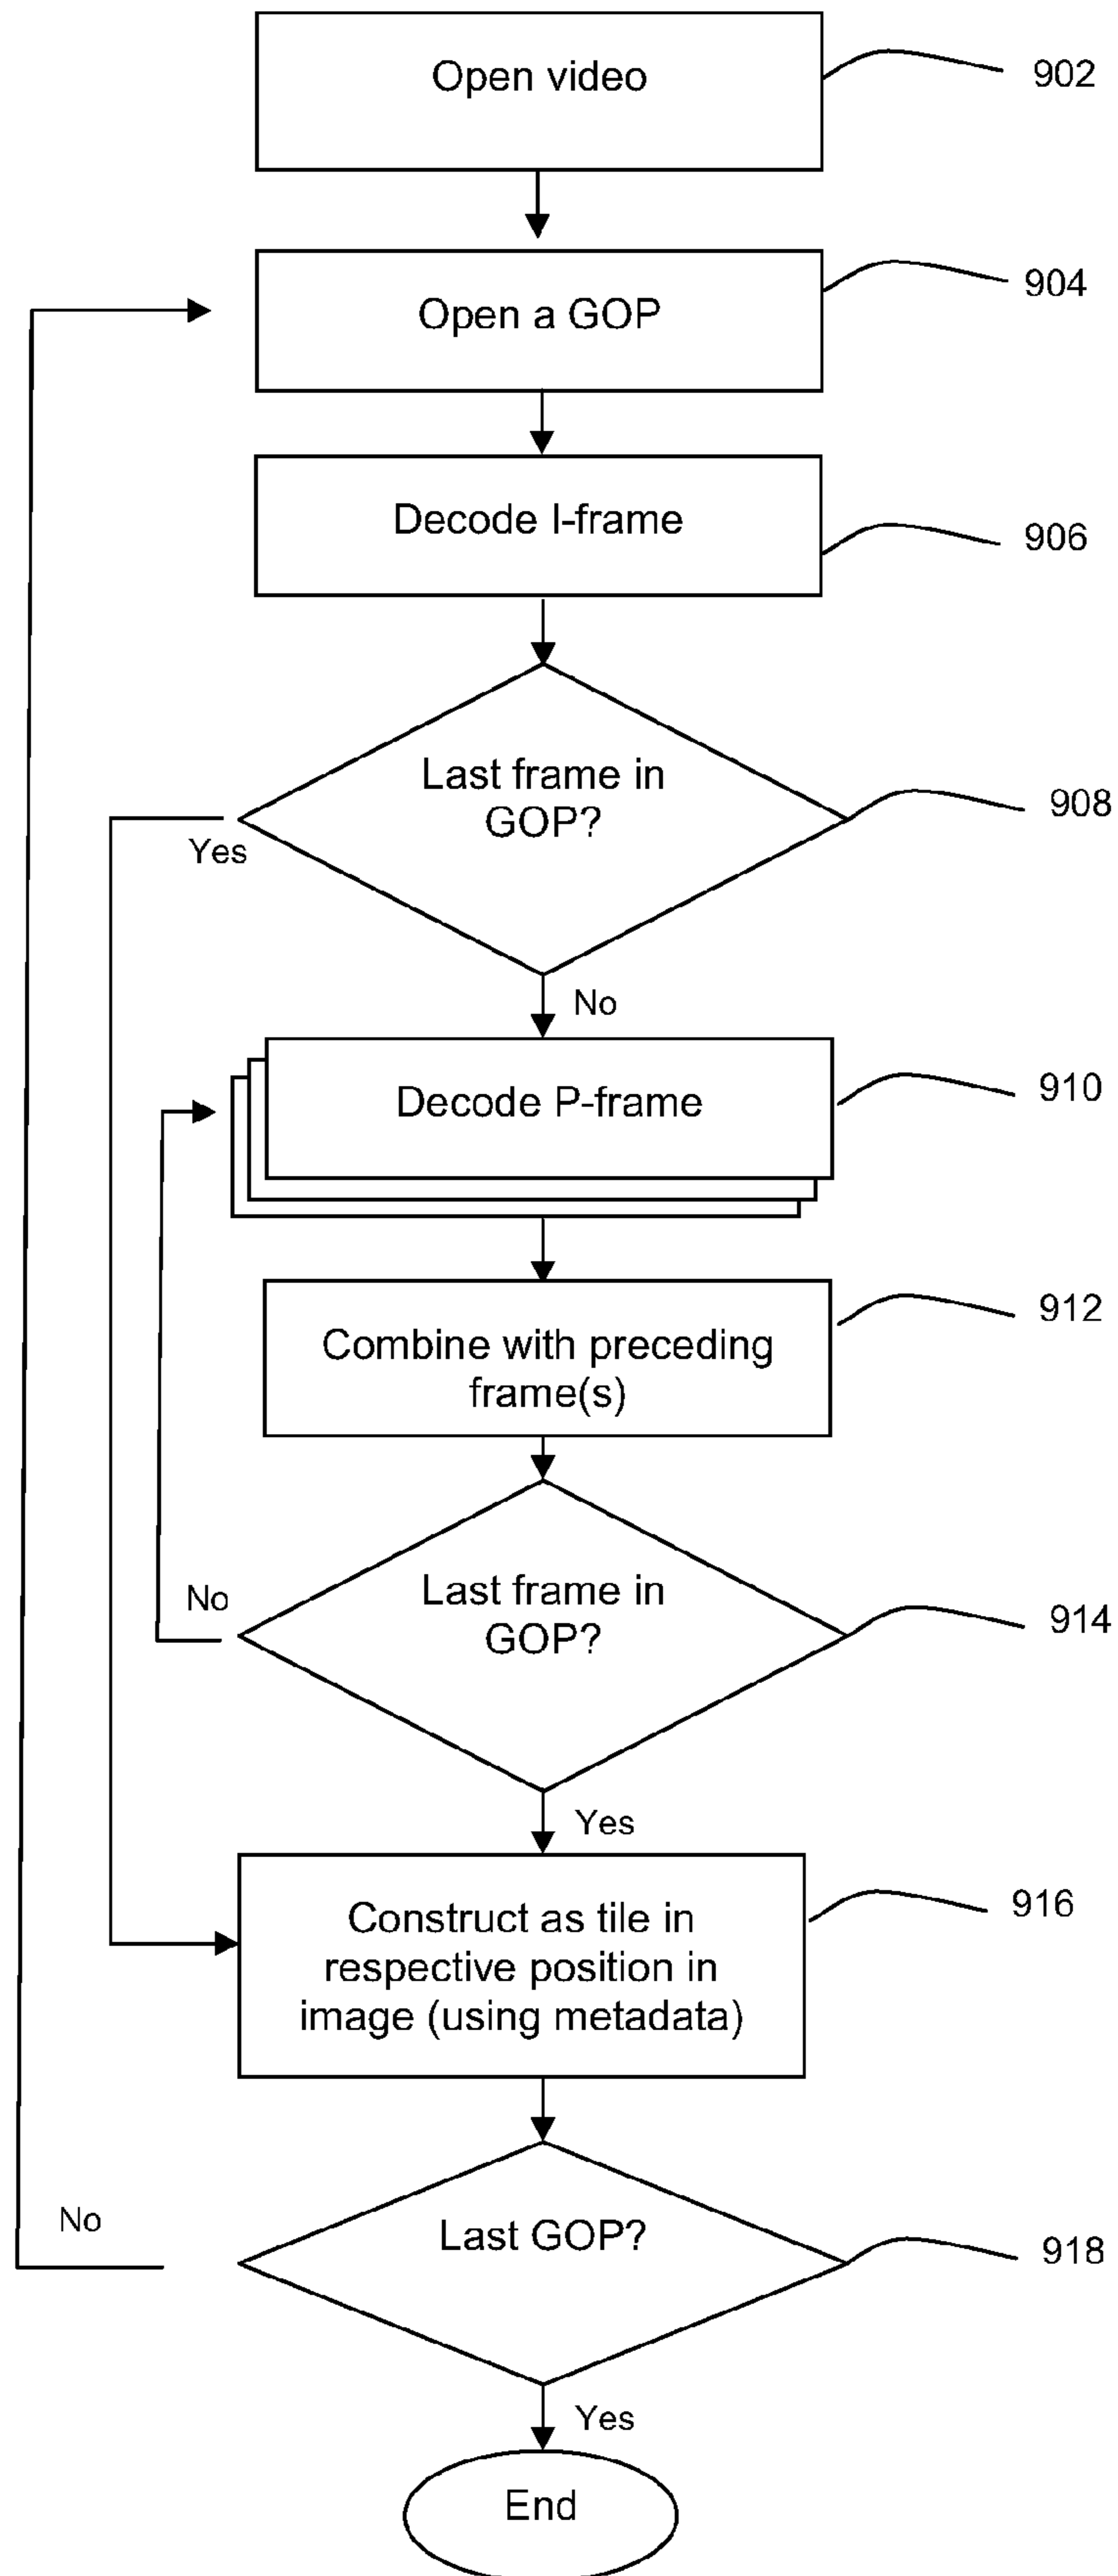 Open video
902
Open a GOP
904
Decode I-frame
906
Last frame in
GOP?
908
Yes
No
Decode P-frame
910
Combine with preceding
frame(s)
912
Last frame in
GOP?
914
No
Yes
Construct as tile in
respective position in
image (using metadata)
916
Last GOP?
918
No
Yes
End